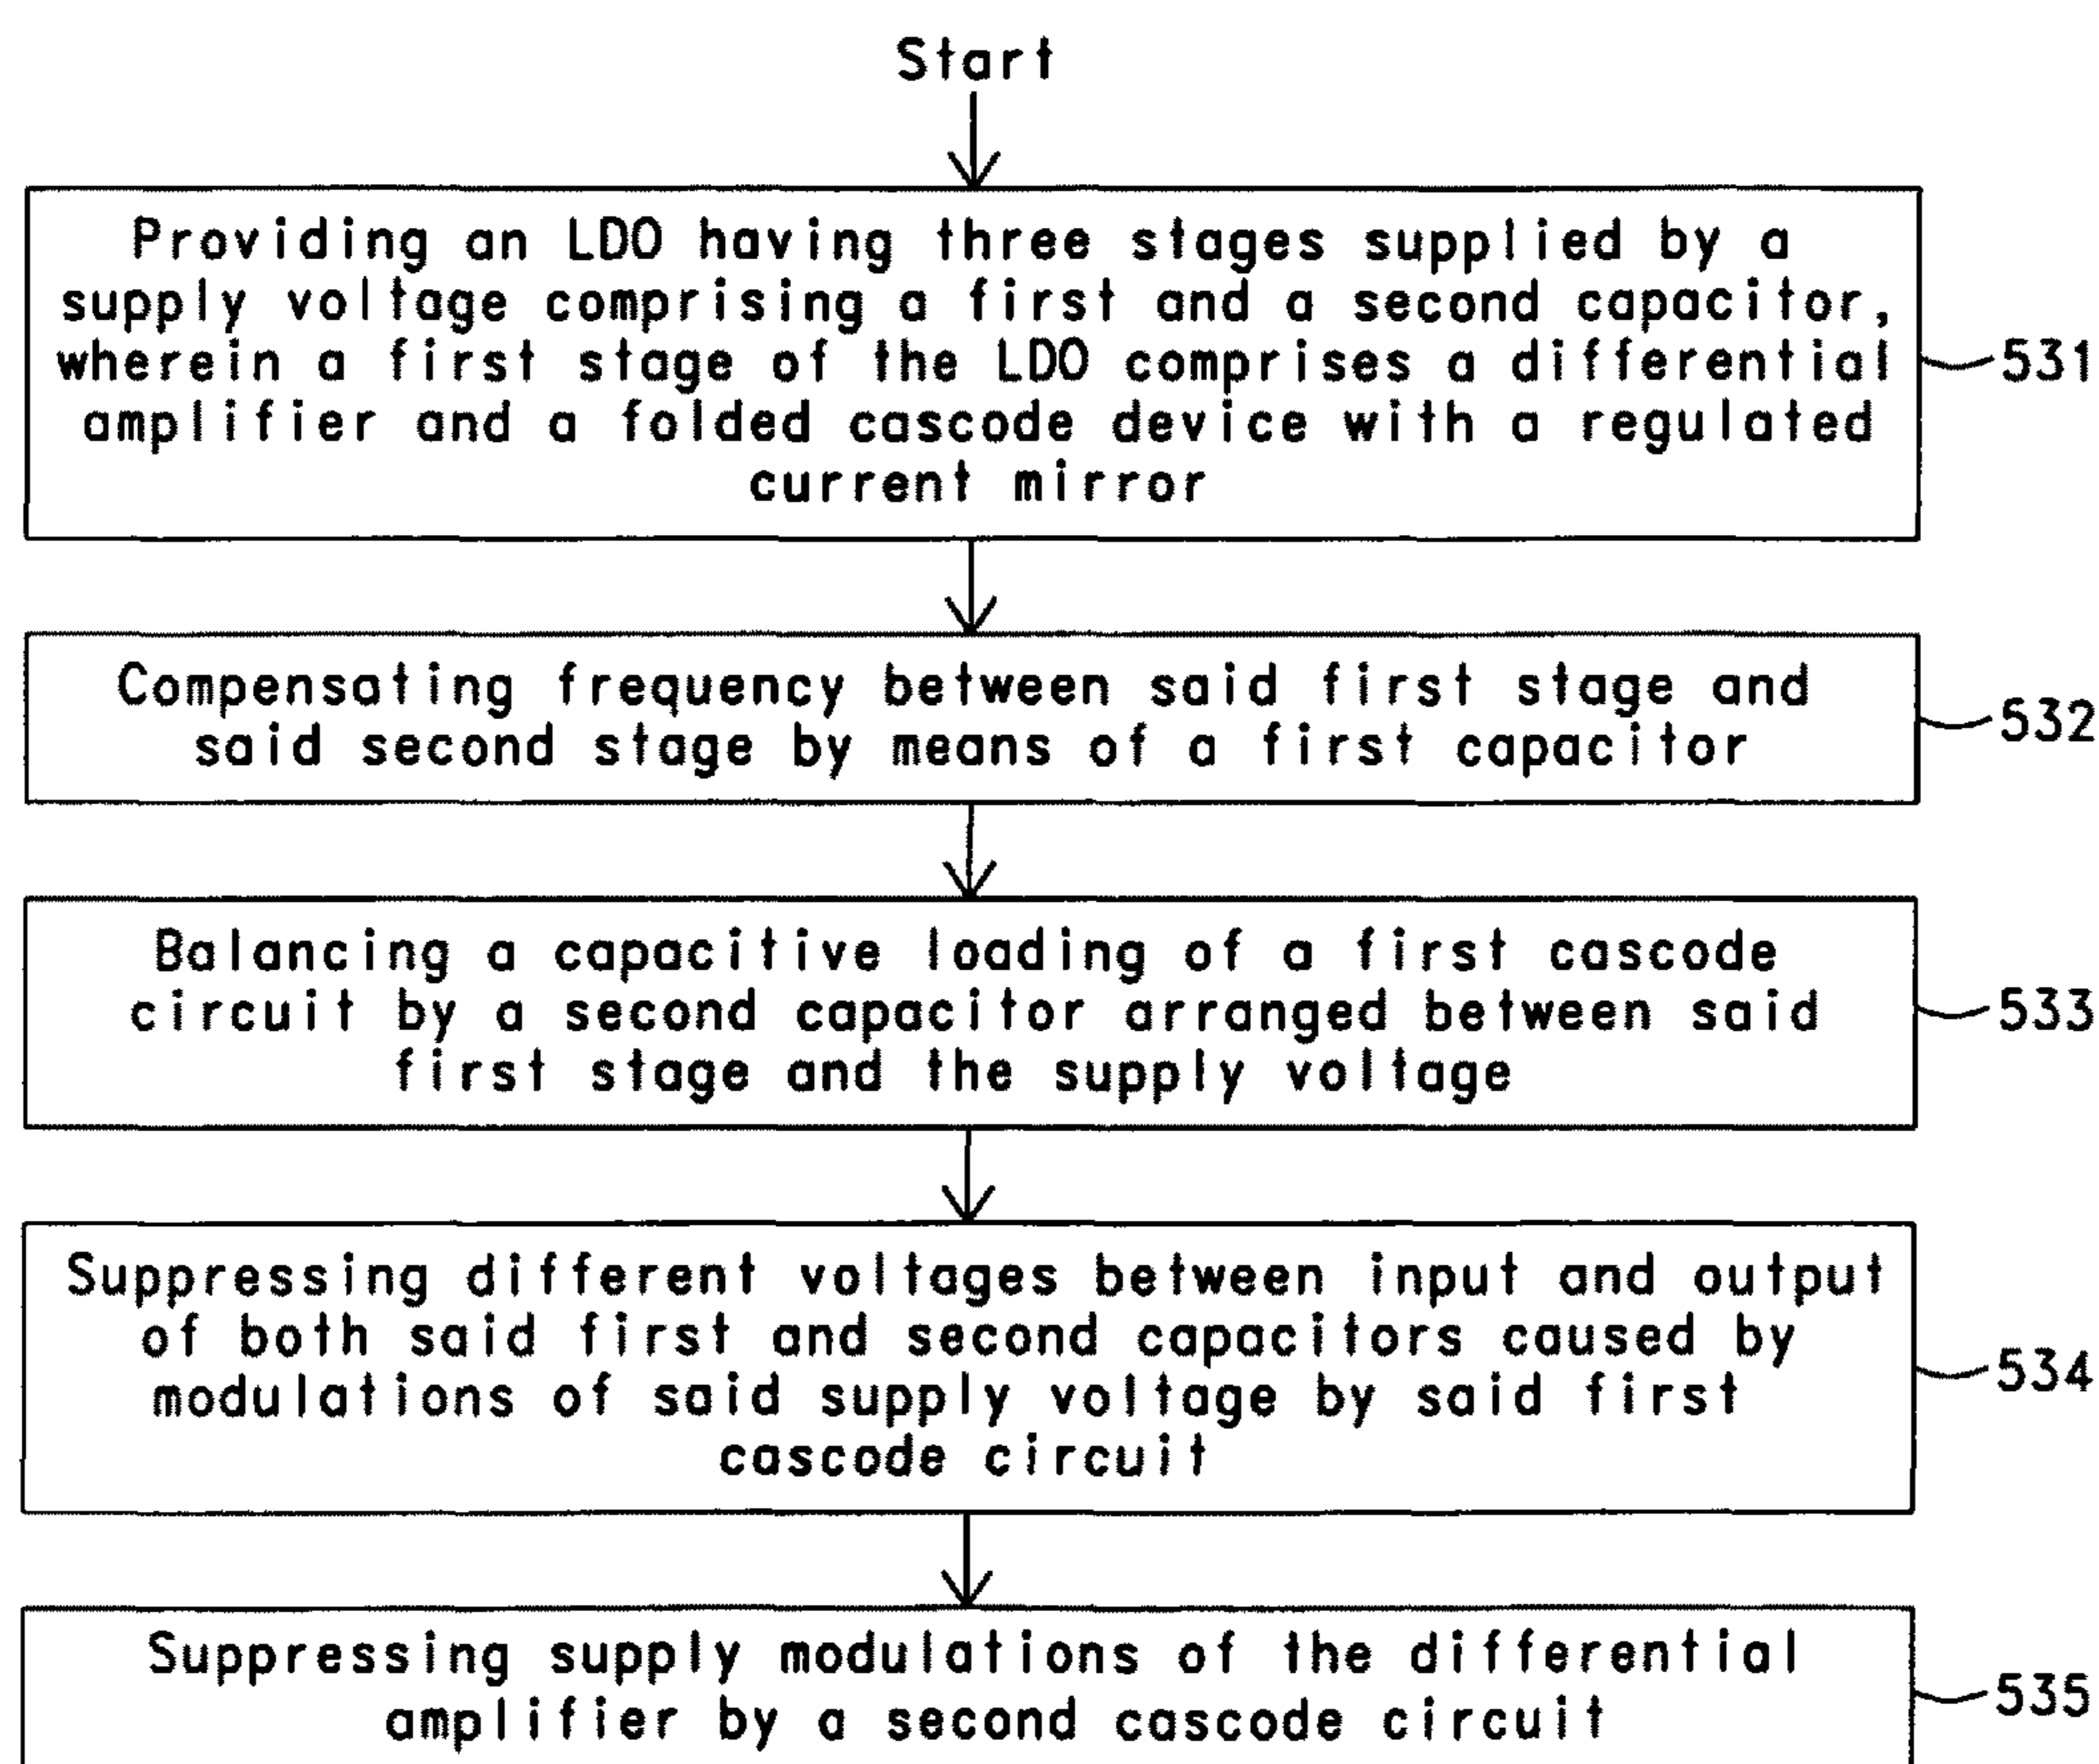 Start
Providing an LDO having three stages supplied by a
supply voltage comprising a first and a second capacitor,
wherein a first stage of the LDO comprises a differential
amplifier and a folded cascode device with a regulated
current mirror
531
Compensating frequency between said first stage and
said second stage by means of a first capacitor
532
Balancing a capacitive loading of a first cascode
circuit by a second capacitor arranged between said
first stage and the supply voltage
533
Suppressing different voltages between input and output
of both said first and second capacitors caused by
modulations of said supply voltage by said first
cascode circuit
534
Suppressing supply modulations of the differential
amplifier by a second cascode circuit
535